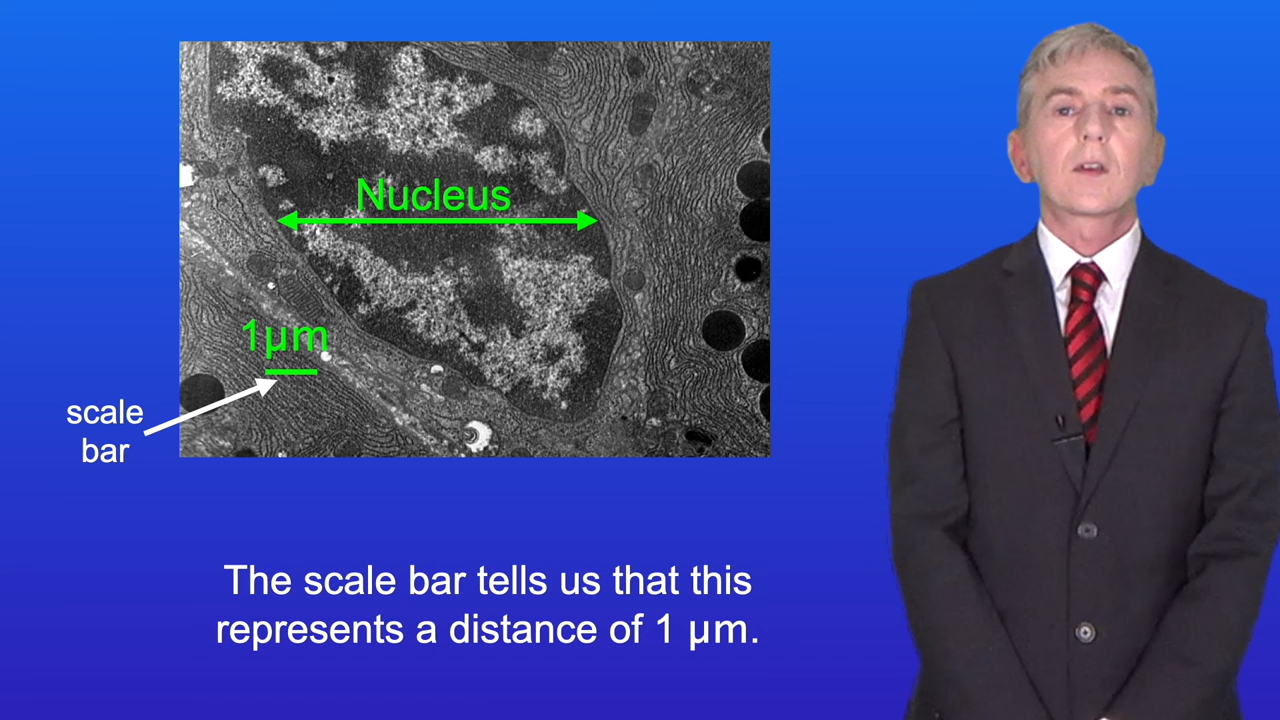 Nucleus
1µm
scale
bar
The scale bar tells us that this
represents a distance of 1 µm.